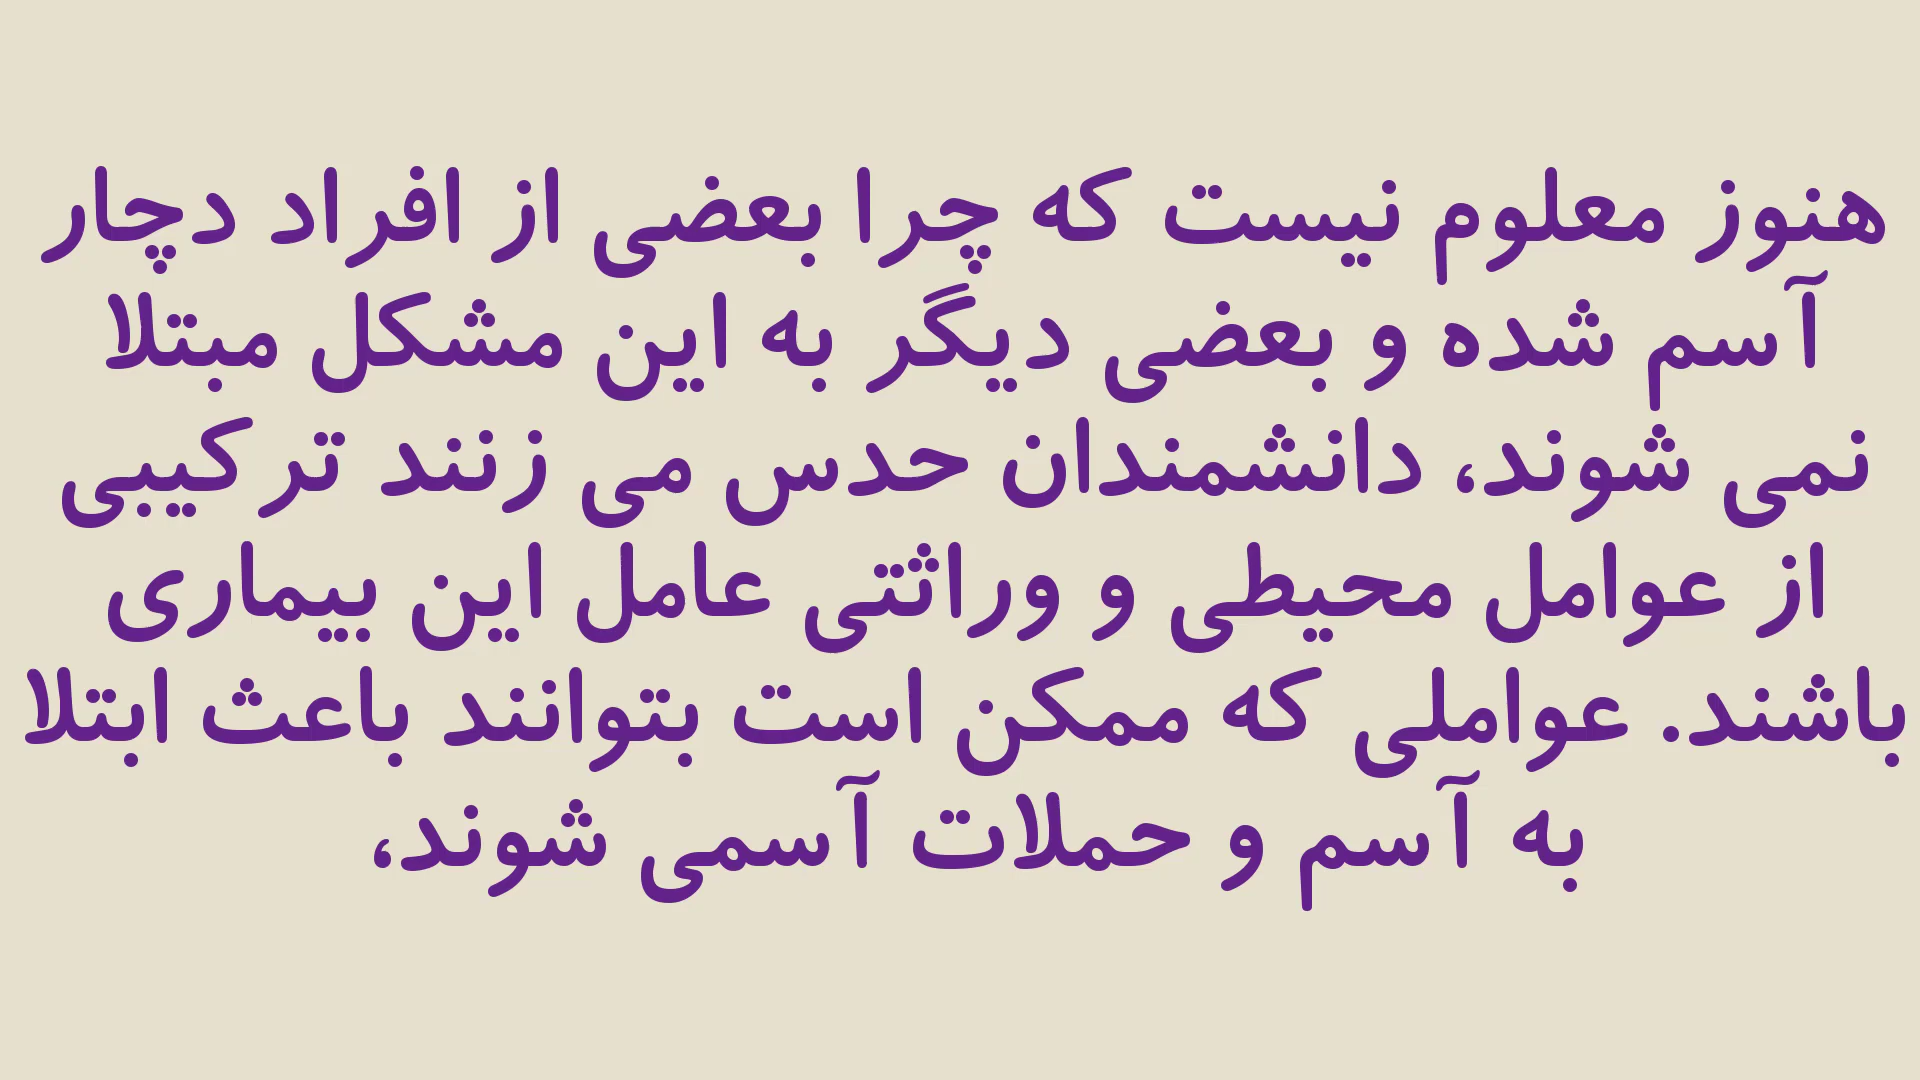 هنوز معلوم نیست که چرا بعضی از افراد دچار
آسم شده و بعضی دیگر به این مشکل مبتلا
نمی شوند، دانشمندان حدس می زنند ترکیبی
از عوامل محیطی و وراثتی عامل این بیماری
باشند. عواملی که ممکن است بتوانند باعث ابتلا
به آسم و حملات آسمی شوند،